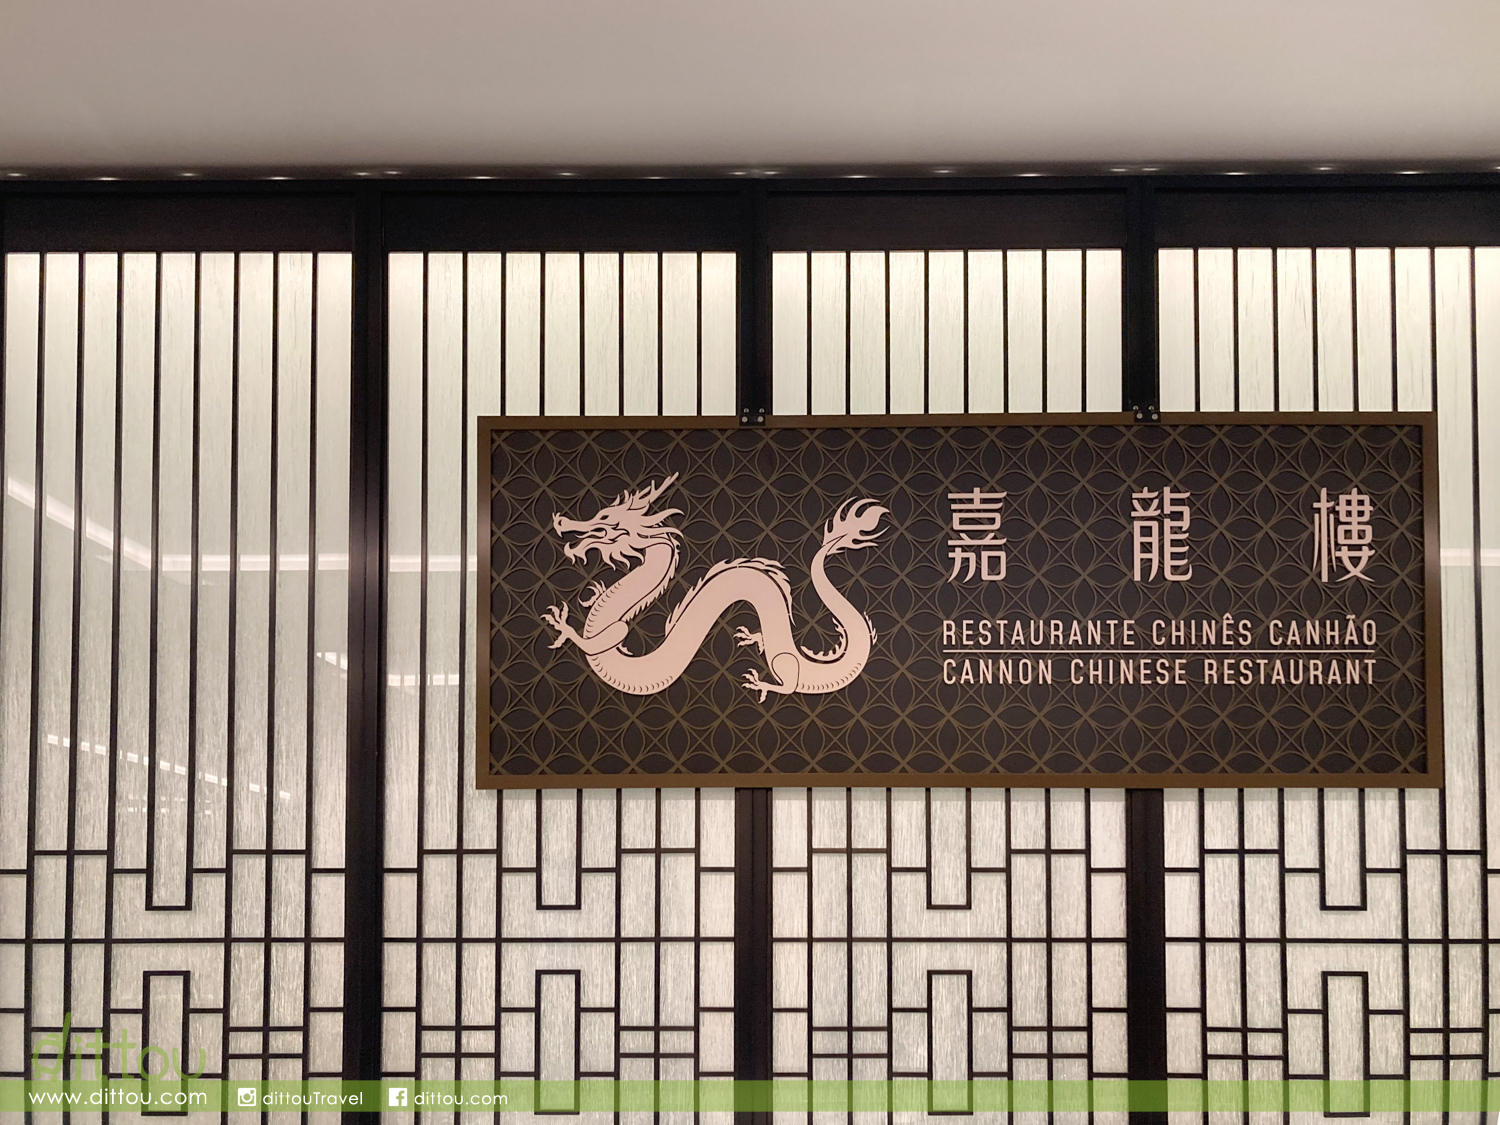 嘉龍樓
RESTAURANTE CHINÊS CANHÃO
CANNON CHINESE RESTAURANT
dittou
www.dittou.com dittouTravel dittou.com